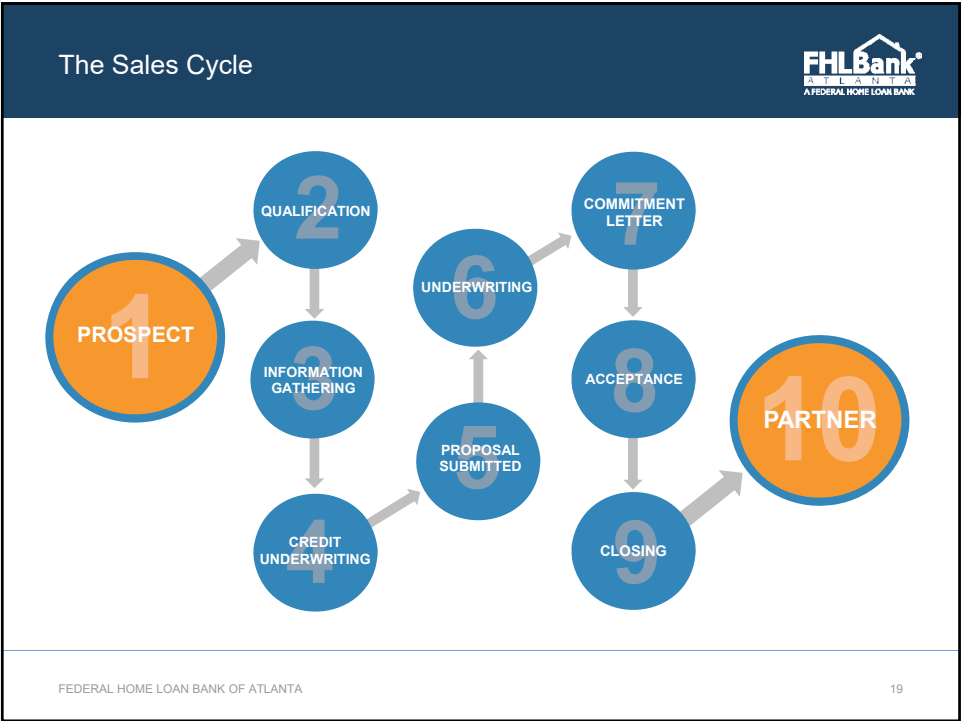 The Sales Cycle
FHLBank®
ATLANTA
A FEDERAL HOME LOAN BANK
1
PROSPECT
2
QUALIFICATION
3
INFORMATION
GATHERING
4
CREDIT
UNDERWRITING
5
PROPOSAL
SUBMITTED
6
UNDERWRITING
7
COMMITMENT
LETTER
8
ACCEPTANCE
9
CLOSING
10
PARTNER
FEDERAL HOME LOAN BANK OF ATLANTA
19